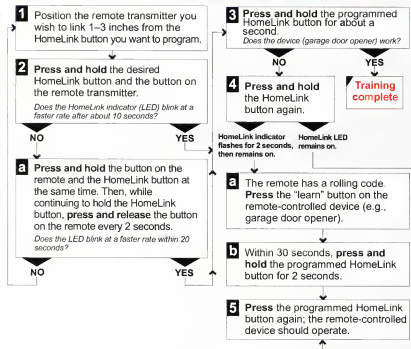 1 Position the remote transmitter you
wish to link 1–3 inches from the
HomeLink button you want to program.
2 Press and hold the desired
HomeLink button and the button on
the remote transmitter.
Does the HomeLink indicator (LED) blink at a
faster rate after about 10 seconds?
NO YES
a Press and hold the button on
the remote and the HomeLink button at
the same time. Then, while
continuing to hold the HomeLink
button, press and release the button
on the remote every 2 seconds.
Does the LED blink at a faster rate within 20
seconds?
NO YES
3 Press and hold the programmed
HomeLink button for about a
second.
Does the device (garage door opener) work?
NO YES
4 Press and hold
the HomeLink
button again.
Training
complete
HomeLink indicator
flashes for 2 seconds,
then remains on.
HomeLink LED
remains on.
a The remote has a rolling code.
Press the "learn" button on the
remote-controlled device (e.g.,
garage door opener).
b Within 30 seconds, press and
hold the programmed HomeLink
button for 2 seconds.
5 Press the programmed HomeLink
button again; the remote-controlled
device should operate.